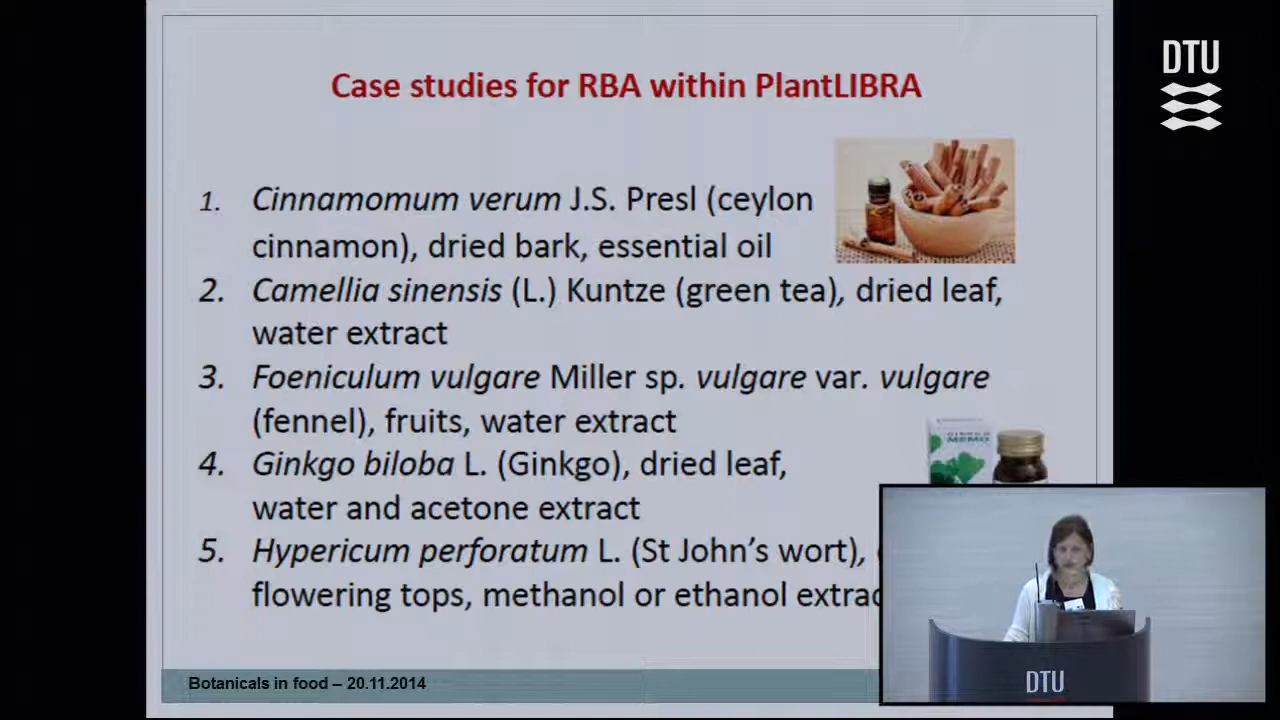 DTU
Case studies for RBA within PlantLIBRA
1. Cinnamomum verum J.S. Presl (ceylon
cinnamon), dried bark, essential oil
2. Camellia sinensis (L.) Kuntze (green tea), dried leaf,
water extract
3. Foeniculum vulgare Miller sp. vulgare var. vulgare
(fennel), fruits, water extract
4. Ginkgo biloba L. (Ginkgo), dried leaf,
water and acetone extract
MEMO
5. Hypericum perforatum L. (St John's wort),
flowering tops, methanol or ethanol
Botanicals in food – 20.11.2014
DTU